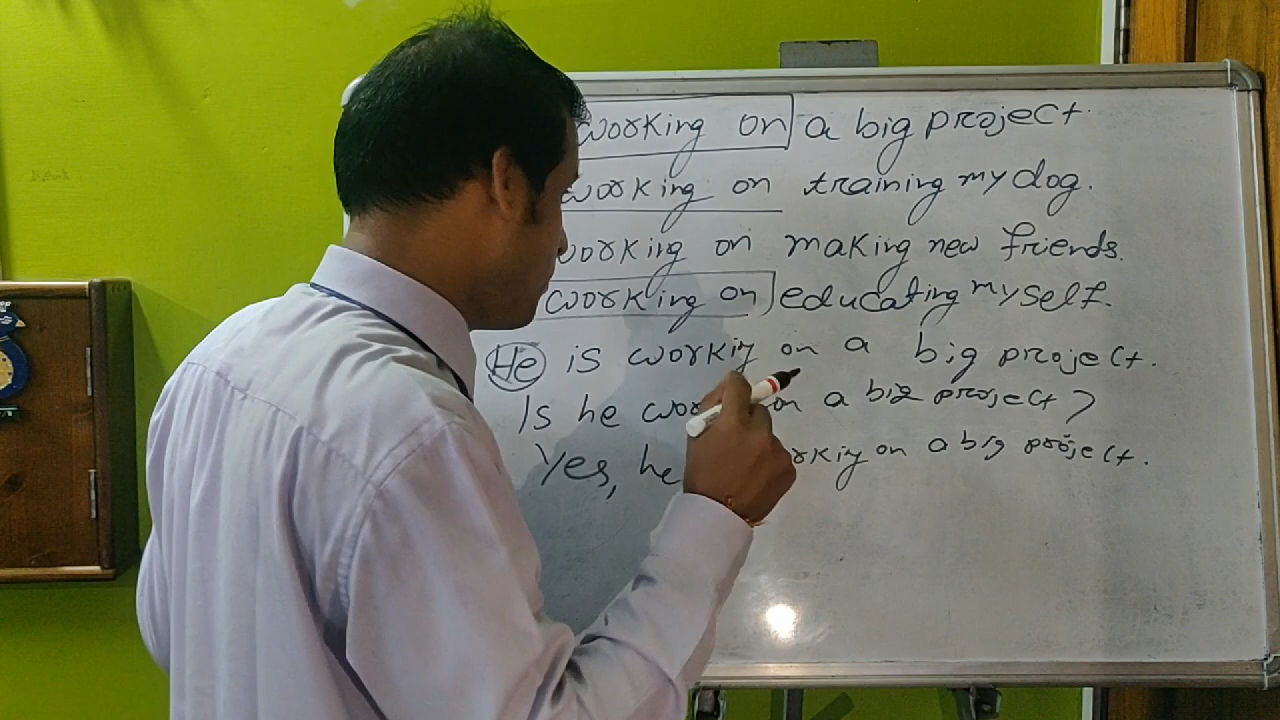 working on a big project.
working on training my dog.
working on making new friends.
working on educating myself.
He is working on a big project.
Is he on a big project?
Yes, he on a big project.